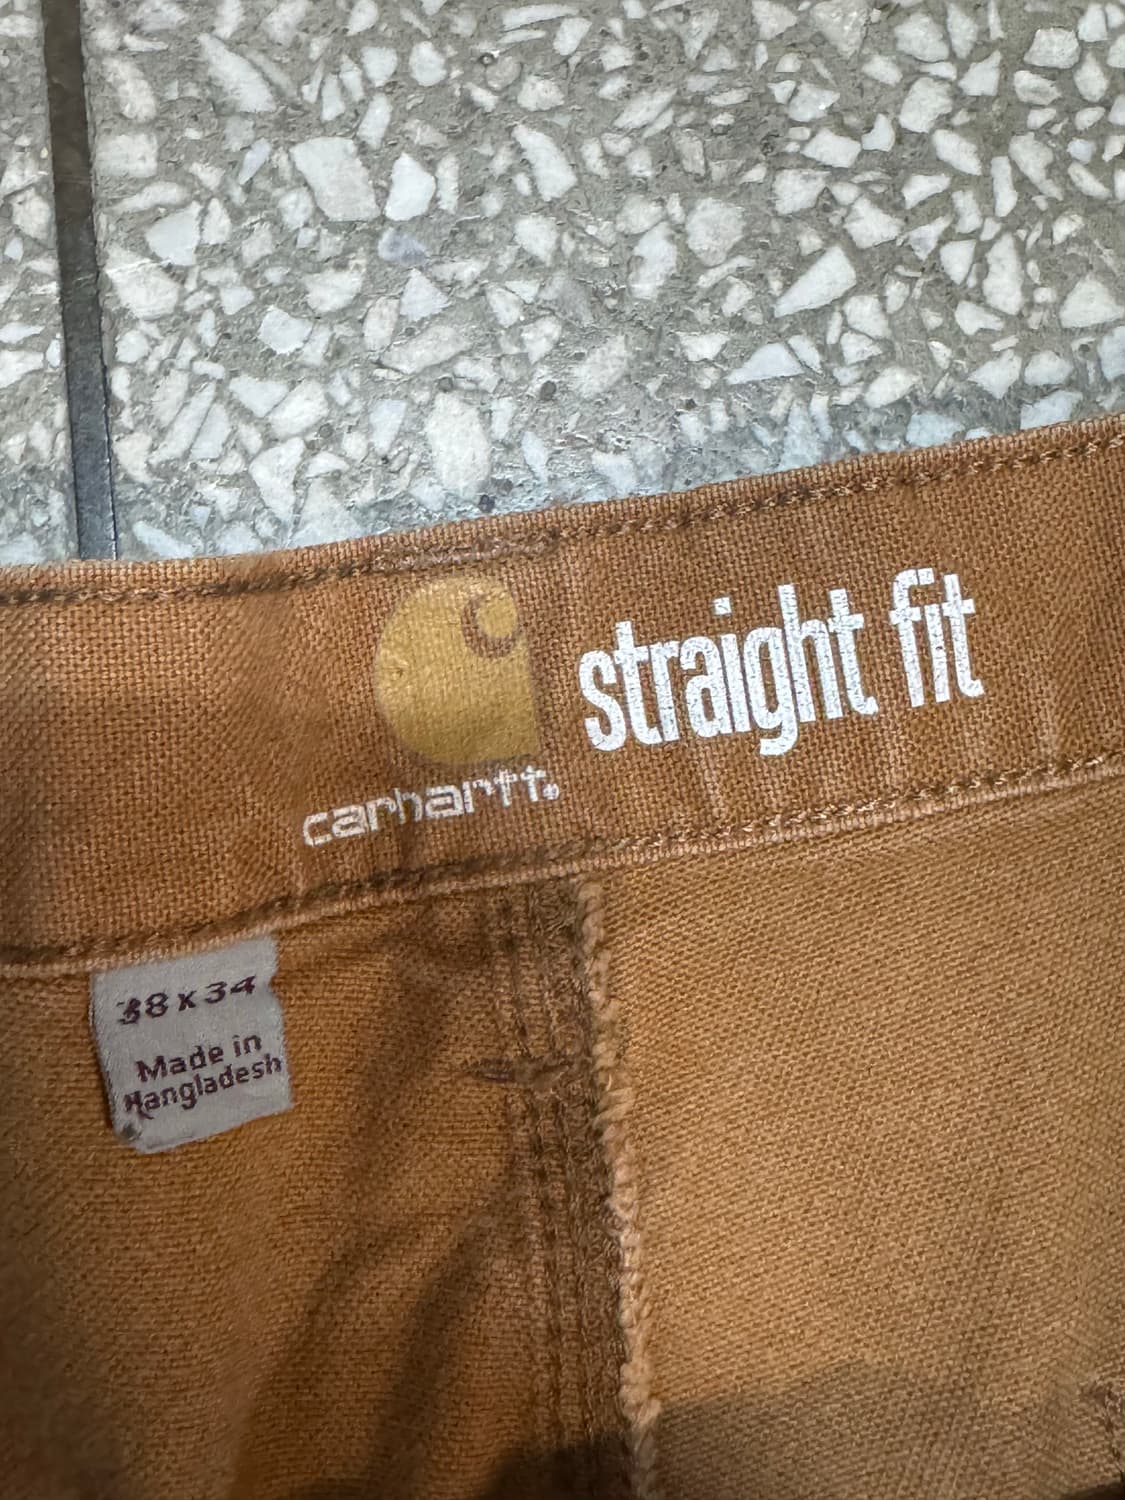 straight fit
carhartt®
38 x 34
Made in
Bangladesh